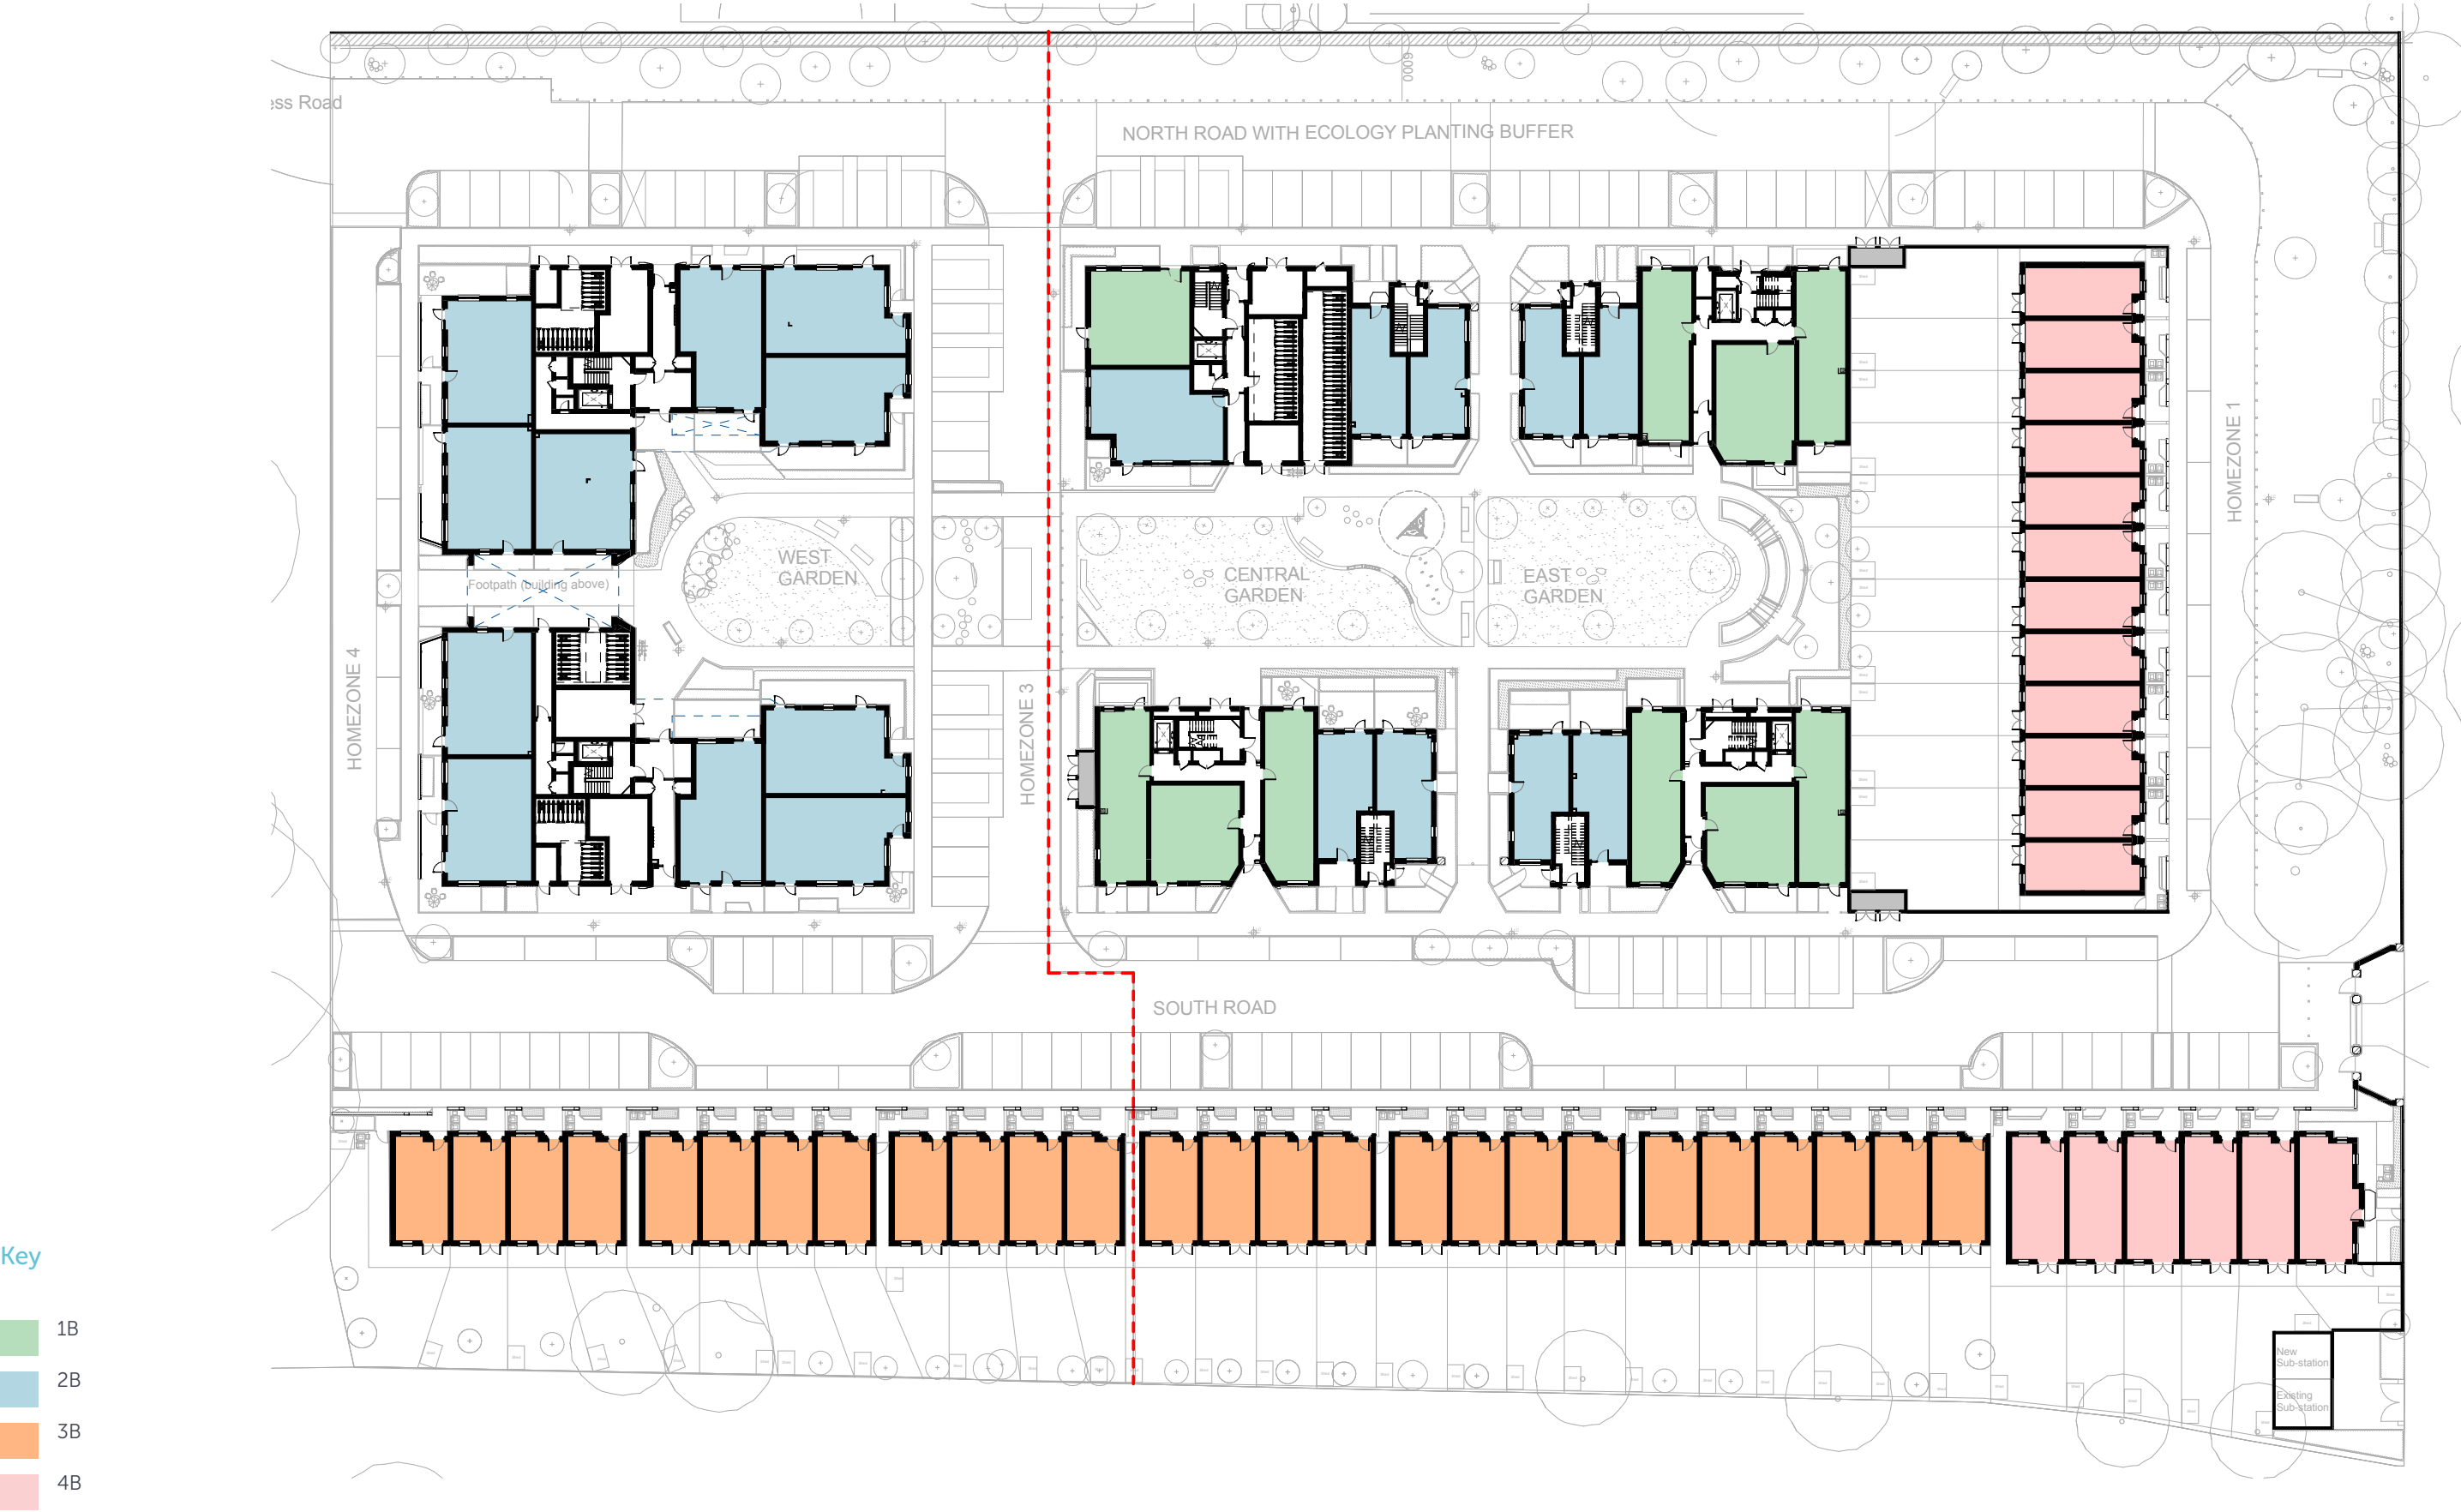 ess Road
6000
NORTH ROAD WITH ECOLOGY PLANTING BUFFER
HOMEZONE 1
WEST
GARDEN
CENTRAL
GARDEN
EAST
GARDEN
Footpath (building above)
HOMEZONE 4
HOMEZONE 3
SOUTH ROAD
Key
1B
2B
3B
4B
New
Sub-station
Existing
Sub-station